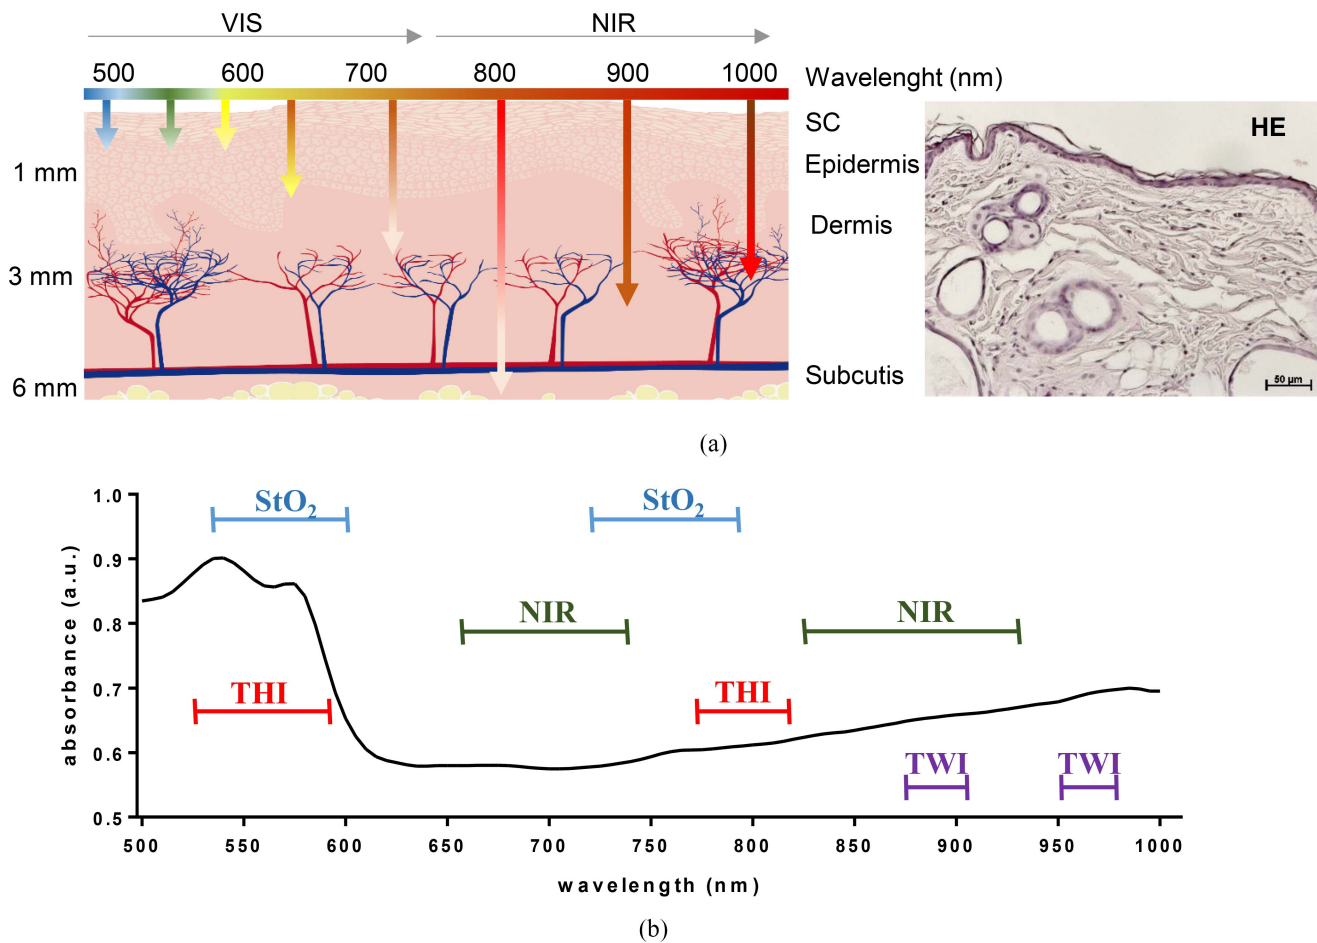 VIS NIR
500 600 700 800 900 1000 Wavelenght (nm)
SC
HE
Epidermis
1 mm
Dermis
3 mm
Subcutis
6 mm
50 µm
(a)
StO2 StO2
NIR NIR
THI THI
TWI TWI
absorbance (a.u.)
1.0
0.9
0.8
0.7
0.6
0.5
500 550 600 650 700 750 800 850 900 950 1000
wavelength (nm)
(b)